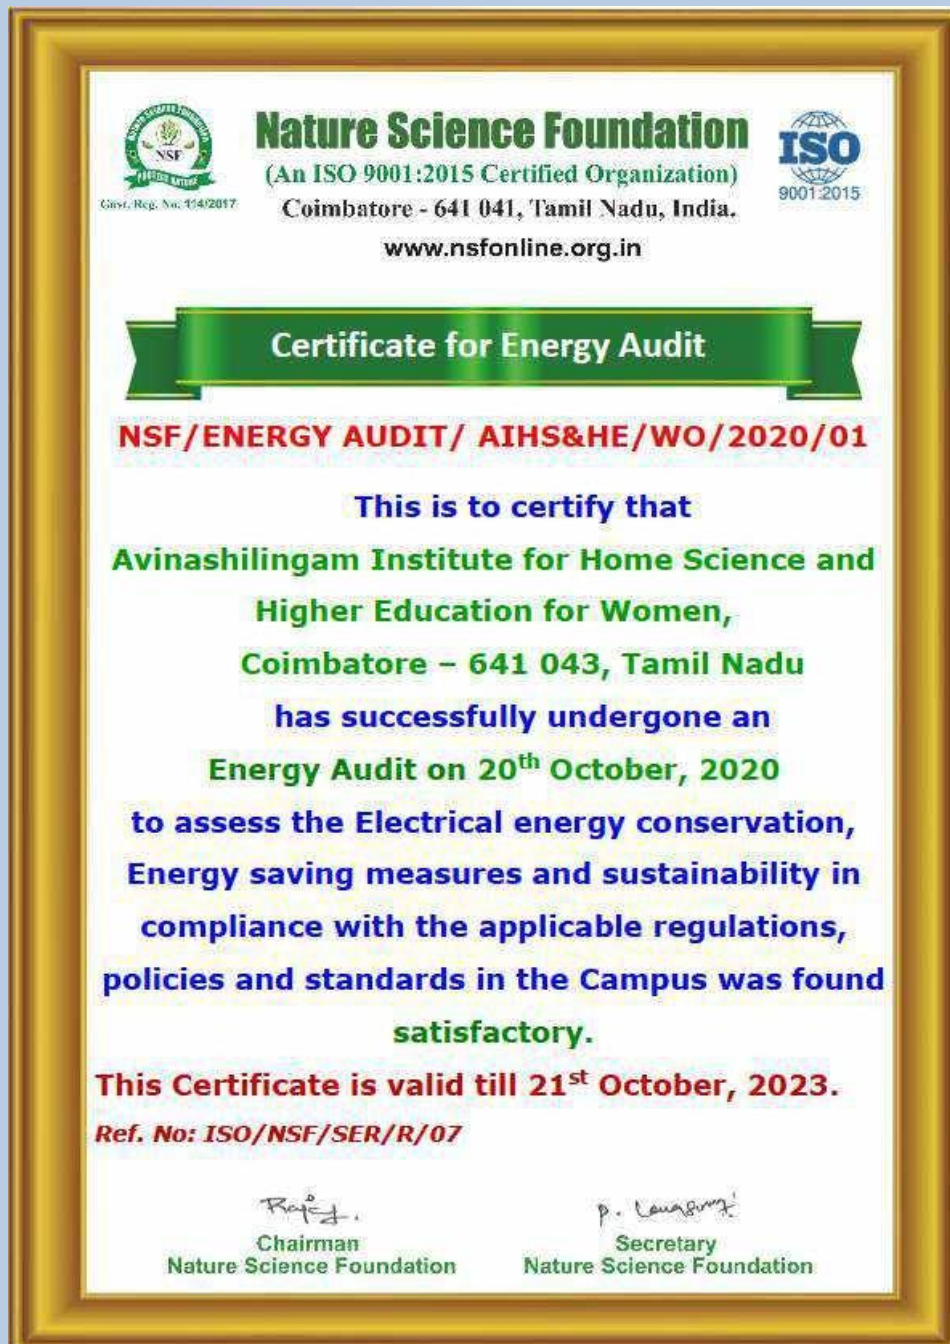 NATURE SCIENCE FOUNDATION
NSF
PROTECT NATURE
Govt. Reg. No. 114/2017
Nature Science Foundation
(An ISO 9001:2015 Certified Organization)
Coimbatore - 641 041, Tamil Nadu, India.
www.nsfonline.org.in
ISO
9001:2015
Certificate for Energy Audit
NSF/ENERGY AUDIT/ AIHS&HE/WO/2020/01
This is to certify that
Avinashilingam Institute for Home Science and
Higher Education for Women,
Coimbatore – 641 043, Tamil Nadu
has successfully undergone an
Energy Audit on 20th October, 2020
to assess the Electrical energy conservation,
Energy saving measures and sustainability in
compliance with the applicable regulations,
policies and standards in the Campus was found
satisfactory.
This Certificate is valid till 21st October, 2023.
Ref. No: ISO/NSF/SER/R/07
Chairman
Nature Science Foundation
Secretary
Nature Science Foundation